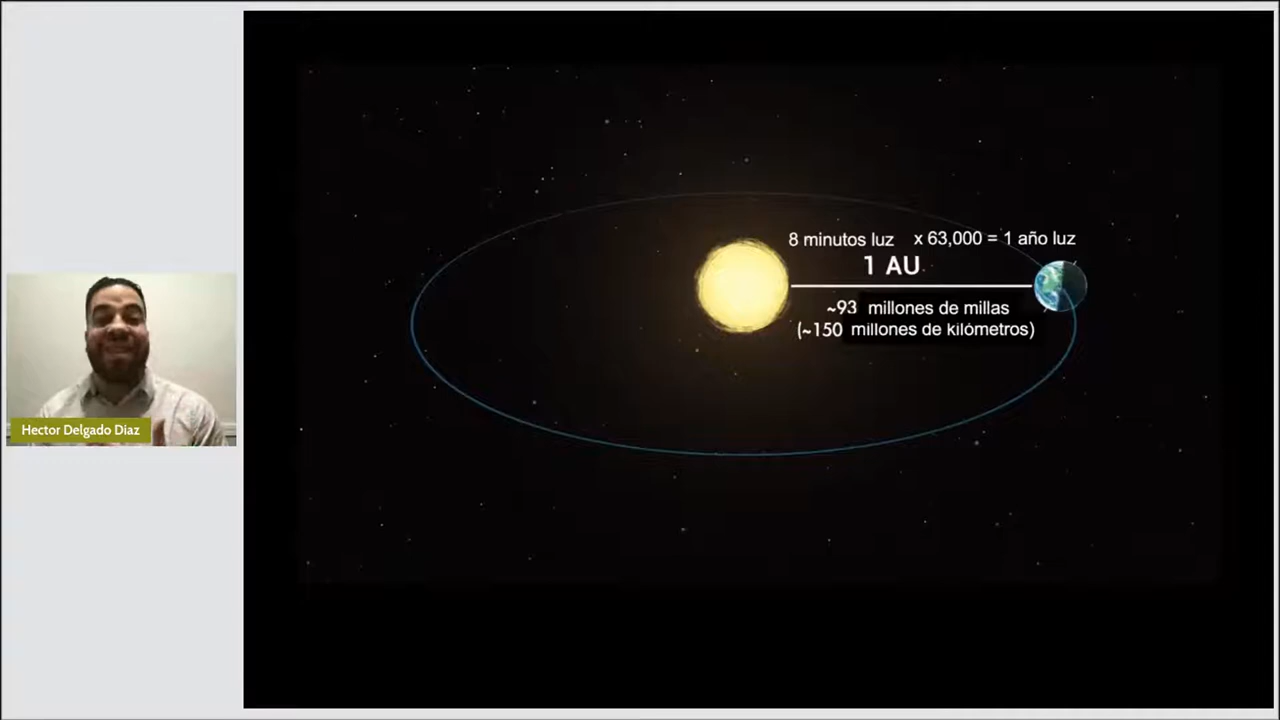 8 minutos luz x 63,000 = 1 año luz
1 AU
~93 millones de millas
(~150 millones de kilómetros)
Hector Delgado Diaz